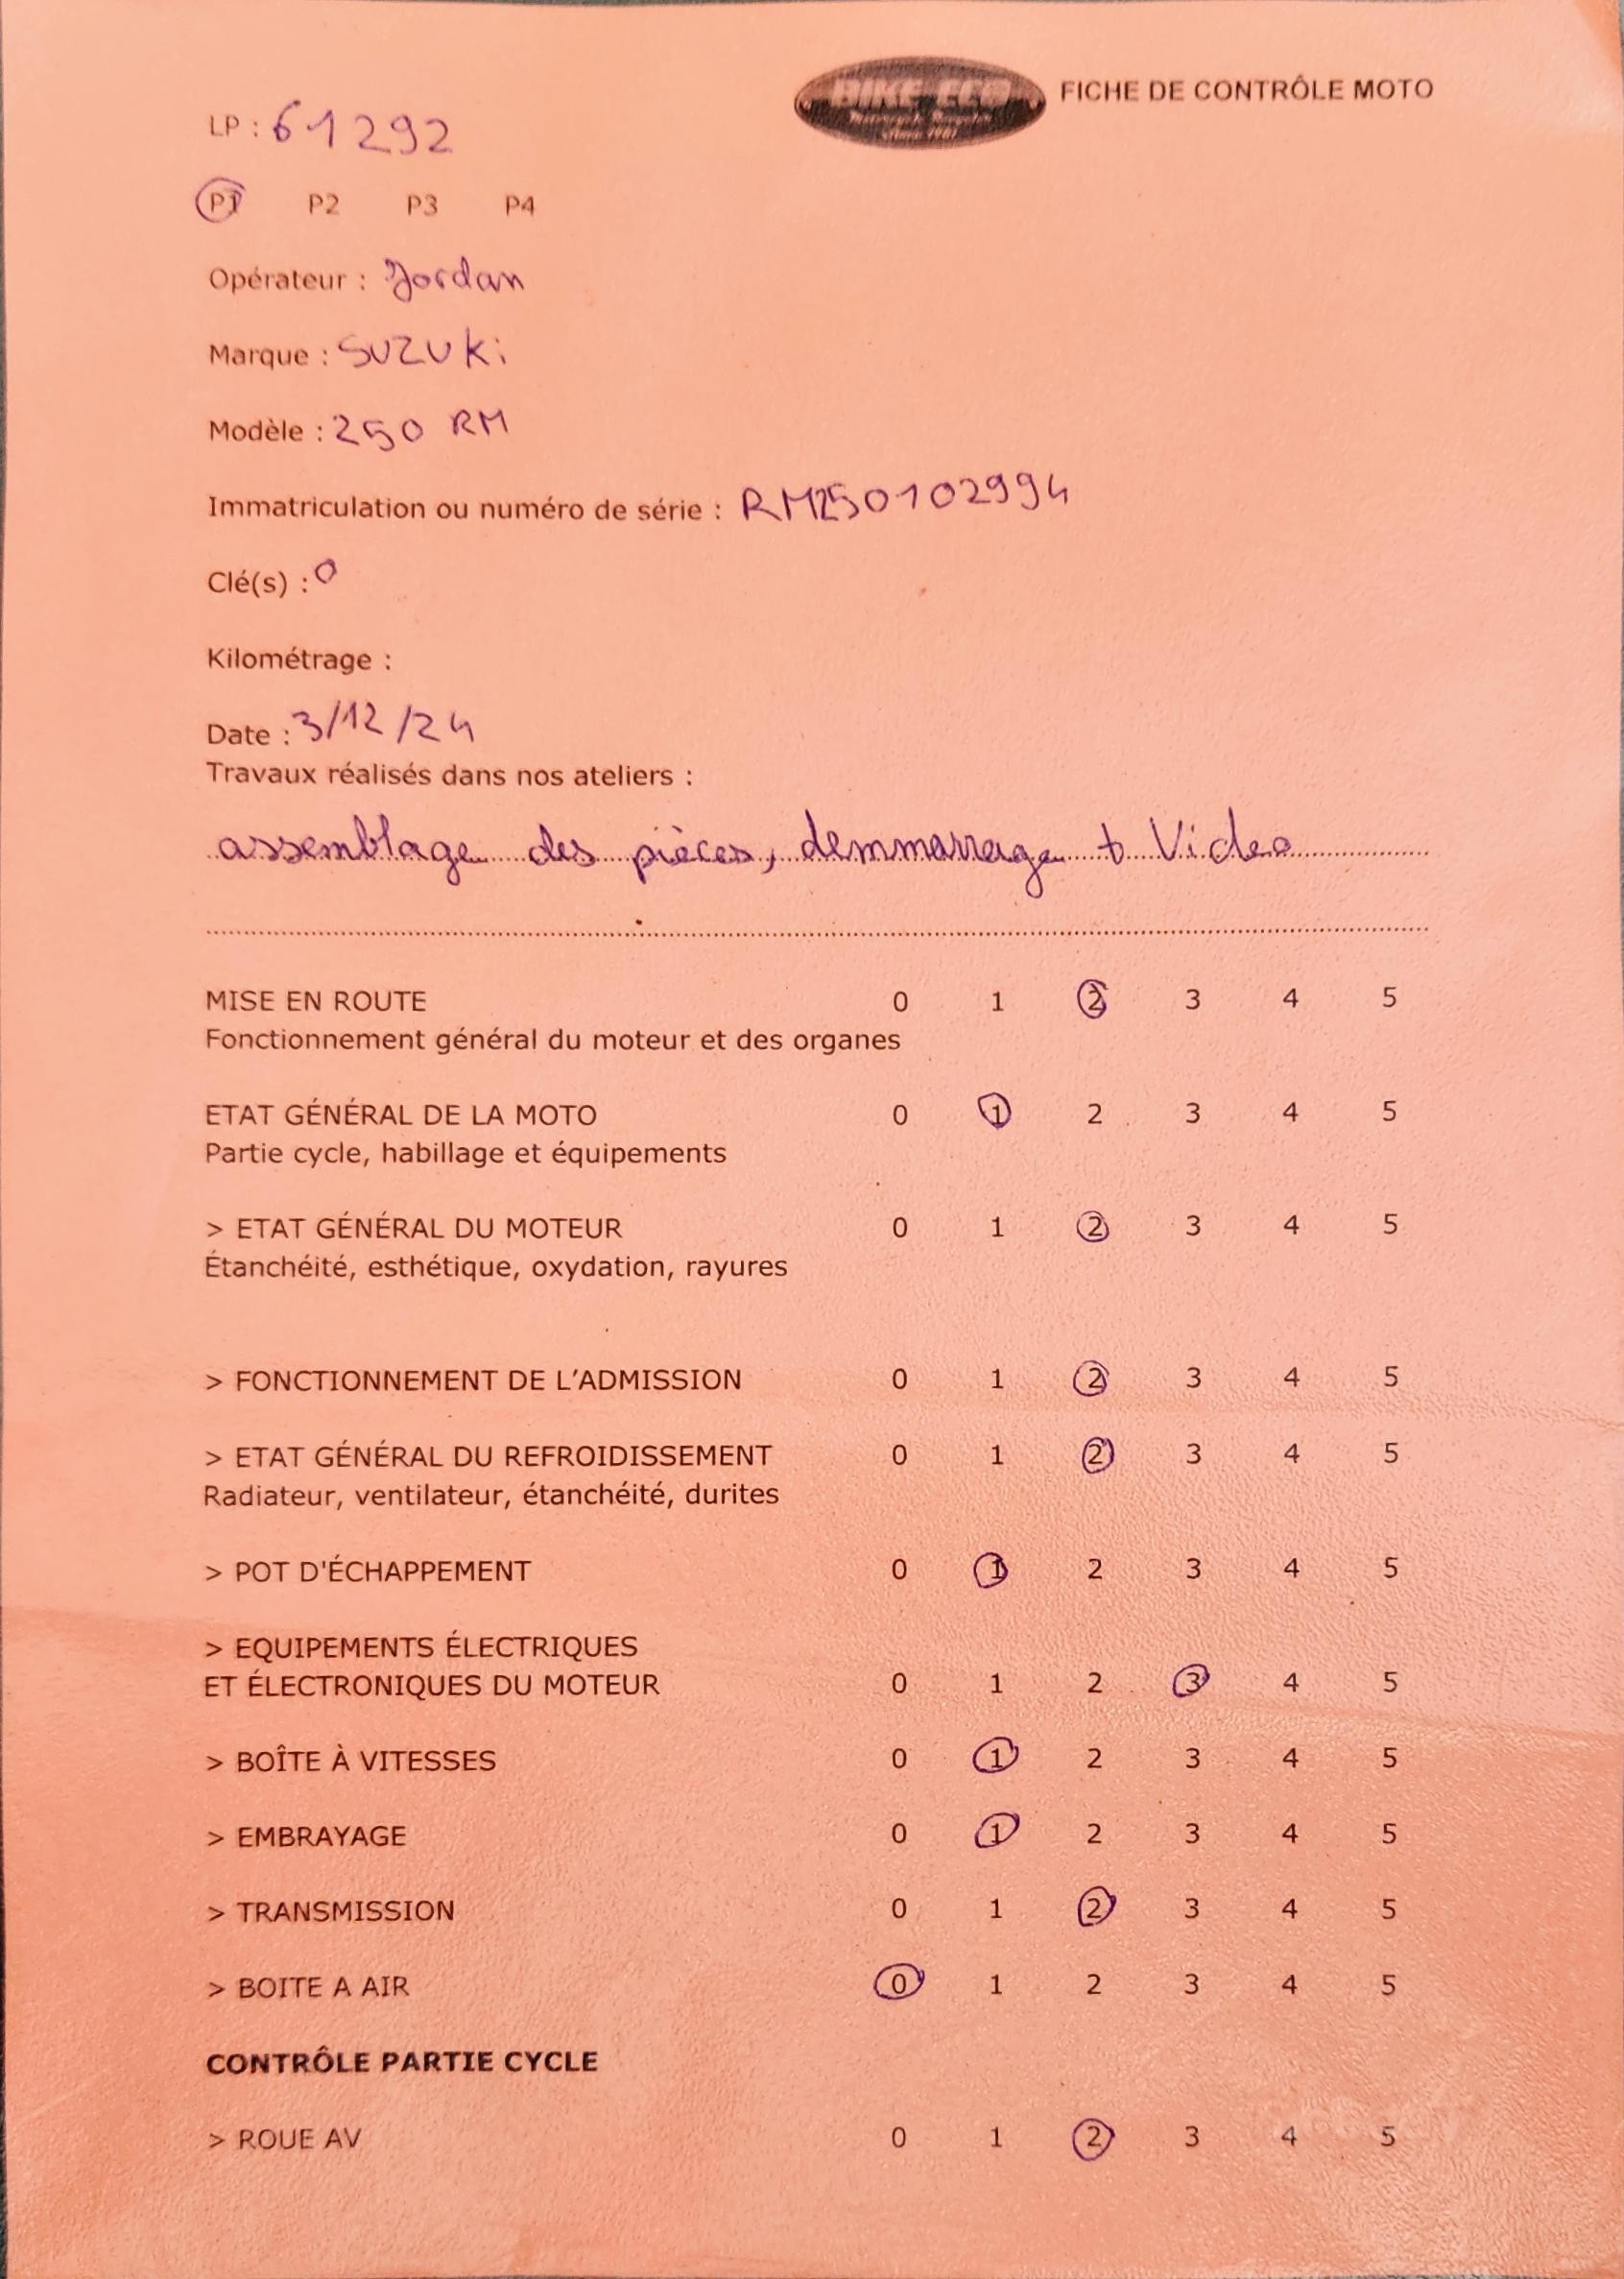 BIKE ECO
FICHE DE CONTRÔLE MOTO
LP : 61292
P1 P2 P3 P4
Opérateur : Jordan
Marque : SUZUKi
Modèle : 250 RM
Immatriculation ou numéro de série : RM250102994
Clé(s) : 0
Kilométrage :
Date : 3/12/24
Travaux réalisés dans nos ateliers :
assemblage des pièces, demmarrage + Video
MISE EN ROUTE 0 1 2 3 4 5
Fonctionnement général du moteur et des organes
ETAT GÉNÉRAL DE LA MOTO 0 1 2 3 4 5
Partie cycle, habillage et équipements
> ETAT GÉNÉRAL DU MOTEUR 0 1 2 3 4 5
Étanchéité, esthétique, oxydation, rayures
> FONCTIONNEMENT DE L'ADMISSION 0 1 2 3 4 5
> ETAT GÉNÉRAL DU REFROIDISSEMENT 0 1 2 3 4 5
Radiateur, ventilateur, étanchéité, durites
> POT D'ÉCHAPPEMENT 0 1 2 3 4 5
> EQUIPEMENTS ÉLECTRIQUES
ET ÉLECTRONIQUES DU MOTEUR 0 1 2 3 4 5
> BOÎTE À VITESSES 0 1 2 3 4 5
> EMBRAYAGE 0 1 2 3 4 5
> TRANSMISSION 0 1 2 3 4 5
> BOITE A AIR 0 1 2 3 4 5
CONTRÔLE PARTIE CYCLE
> ROUE AV 0 1 2 3 4 5